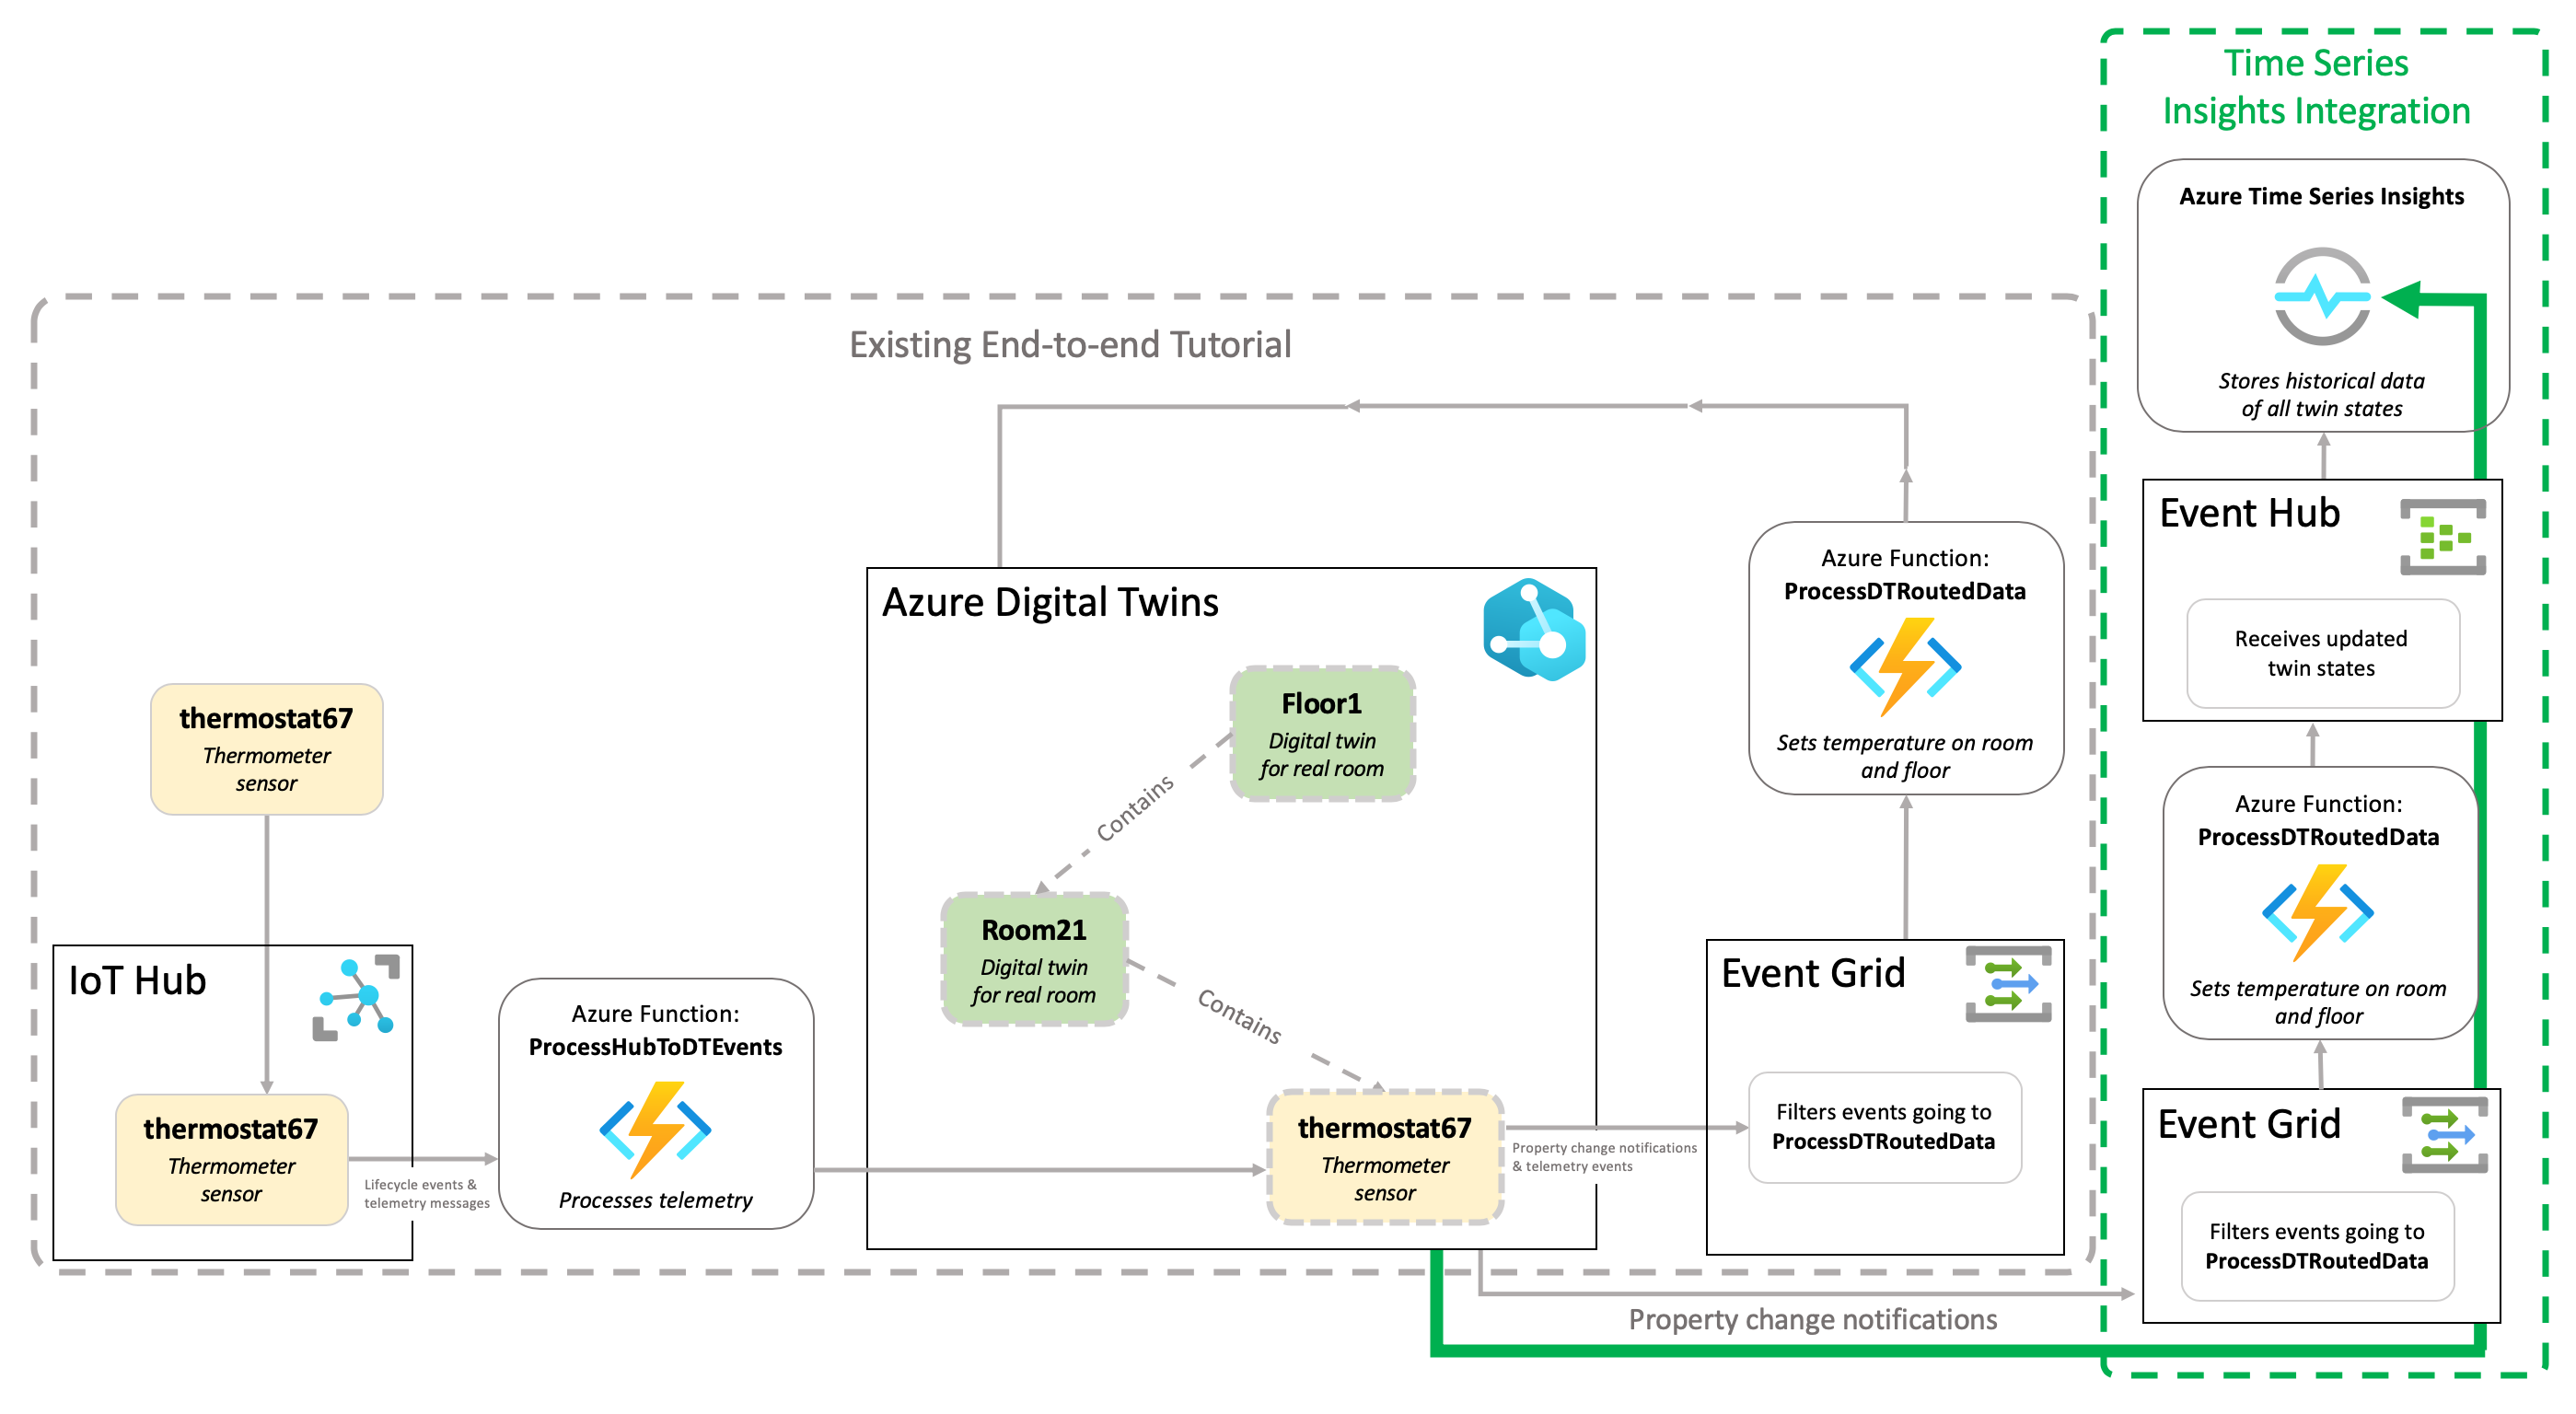 Time Series
Insights Integration
Azure Time Series Insights
Stores historical data
of all twin states
Existing End-to-end Tutorial
Event Hub
Receives updated
twin states
Azure Function:
ProcessDTRoutedData
Sets temperature on room
and floor
Azure Digital Twins
Floor1
Digital twin
for real room
Contains
thermostat67
Thermometer
sensor
Azure Function:
ProcessDTRoutedData
Sets temperature on room
and floor
Room21
Digital twin
for real room
Contains
IoT Hub
thermostat67
Thermometer
sensor
Lifecycle events &
telemetry messages
Azure Function:
ProcessHubToDTEvents
Processes telemetry
thermostat67
Thermometer
sensor
Property change notifications
& telemetry events
Event Grid
Filters events going to
ProcessDTRoutedData
Event Grid
Filters events going to
ProcessDTRoutedData
Property change notifications